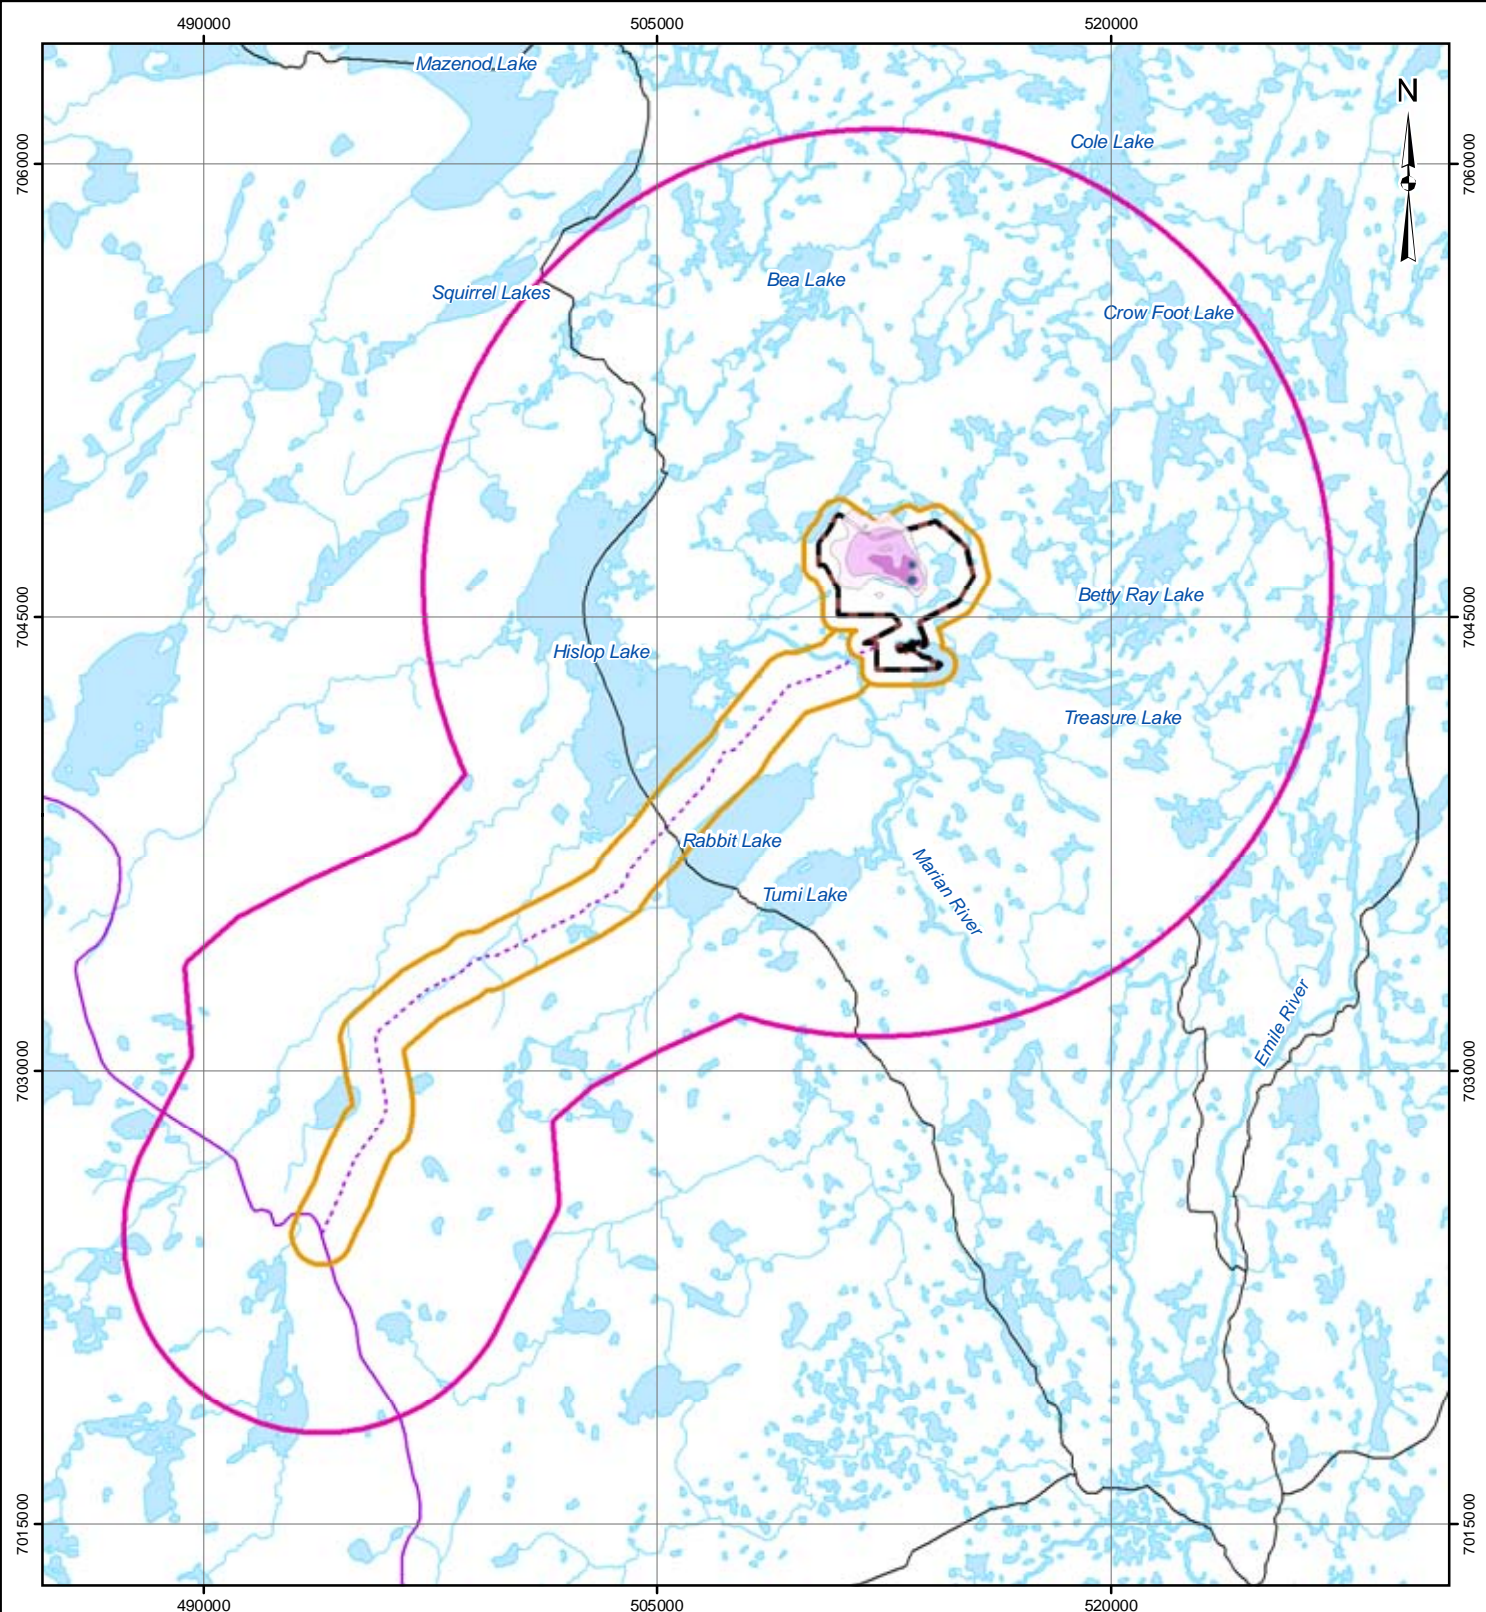 490000 505000 520000
Mazenod Lake
N
Cole Lake
7060000 7060000
Bea Lake
Squirrel Lakes
Crow Foot Lake
Betty Ray Lake
7045000 7045000
Hislop Lake
Treasure Lake
Rabbit Lake
Marian River
Tumi Lake
Emile River
7030000 7030000
7015000 7015000
490000 505000 520000